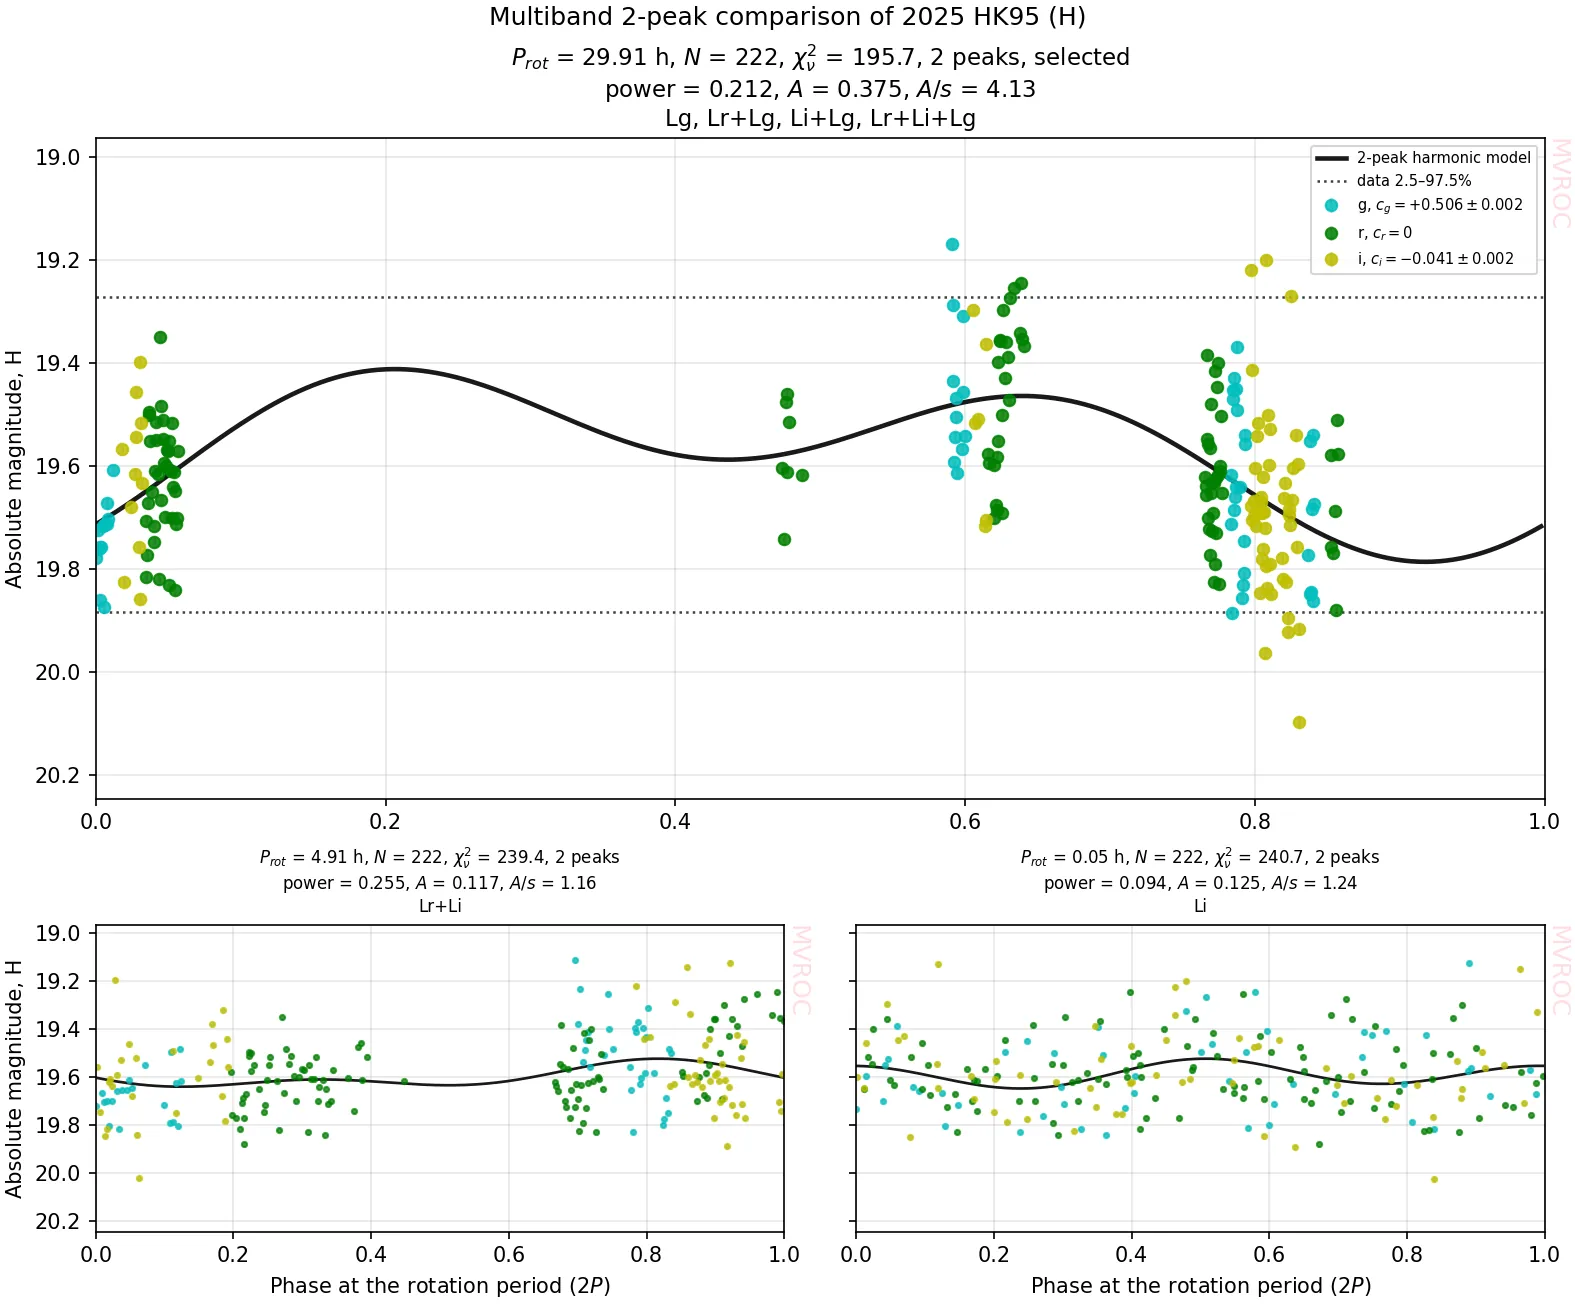 Multiband 2-peak comparison of 2025 HK95 (H)
P_rot = 29.91 h, N = 222, χ²_ν = 195.7, 2 peaks, selected
power = 0.212, A = 0.375, A/s = 4.13
Lg, Lr+Lg, Li+Lg, Lr+Li+Lg
2-peak harmonic model
data 2.5–97.5%
g, c_g = +0.506 ± 0.002
r, c_r = 0
i, c_i = −0.041 ± 0.002
MVROC
Absolute magnitude, H
19.0
19.2
19.4
19.6
19.8
20.0
20.2
0.0 0.2 0.4 0.6 0.8 1.0
P_rot = 4.91 h, N = 222, χ²_ν = 239.4, 2 peaks
power = 0.255, A = 0.117, A/s = 1.16
Lr+Li
MVROC
Absolute magnitude, H
19.0
19.2
19.4
19.6
19.8
20.0
20.2
0.0 0.2 0.4 0.6 0.8 1.0
Phase at the rotation period (2P)
P_rot = 0.05 h, N = 222, χ²_ν = 240.7, 2 peaks
power = 0.094, A = 0.125, A/s = 1.24
Li
MVROC
0.0 0.2 0.4 0.6 0.8 1.0
Phase at the rotation period (2P)